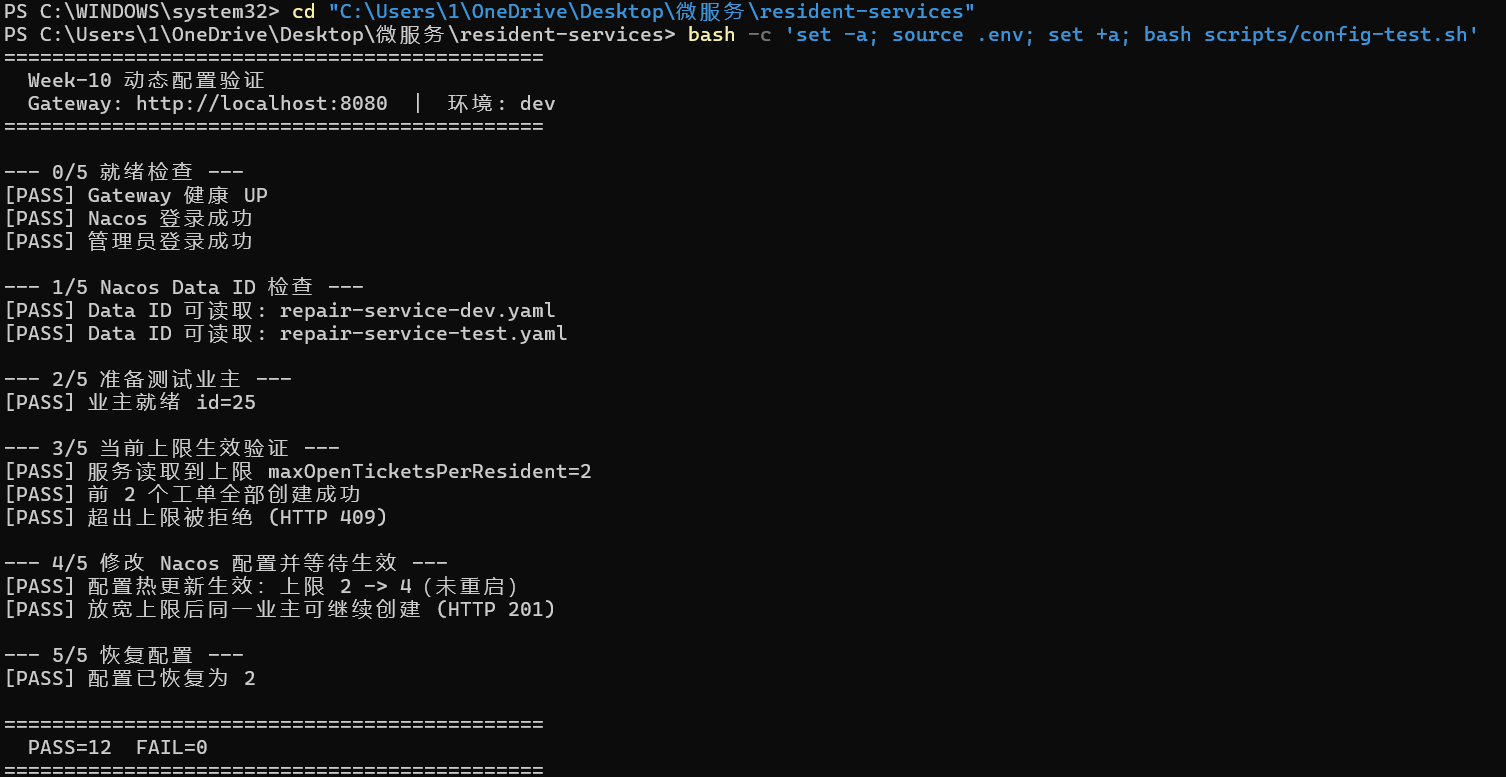 PS C:\WINDOWS\system32> cd "C:\Users\1\OneDrive\Desktop\微服务\resident-services"
PS C:\Users\1\OneDrive\Desktop\微服务\resident-services> bash -c 'set -a; source .env; set +a; bash scripts/config-test.sh'
=============================================
  Week-10 动态配置验证
  Gateway: http://localhost:8080  |  环境: dev
=============================================
--- 0/5 就绪检查 ---
[PASS] Gateway 健康 UP
[PASS] Nacos 登录成功
[PASS] 管理员登录成功
--- 1/5 Nacos Data ID 检查 ---
[PASS] Data ID 可读取: repair-service-dev.yaml
[PASS] Data ID 可读取: repair-service-test.yaml
--- 2/5 准备测试业主 ---
[PASS] 业主就绪 id=25
--- 3/5 当前上限生效验证 ---
[PASS] 服务读取到上限 maxOpenTicketsPerResident=2
[PASS] 前 2 个工单全部创建成功
[PASS] 超出上限被拒绝 (HTTP 409)
--- 4/5 修改 Nacos 配置并等待生效 ---
[PASS] 配置热更新生效: 上限 2 -> 4（未重启）
[PASS] 放宽上限后同一业主可继续创建 (HTTP 201)
--- 5/5 恢复配置 ---
[PASS] 配置已恢复为 2
=============================================
  PASS=12  FAIL=0
=============================================